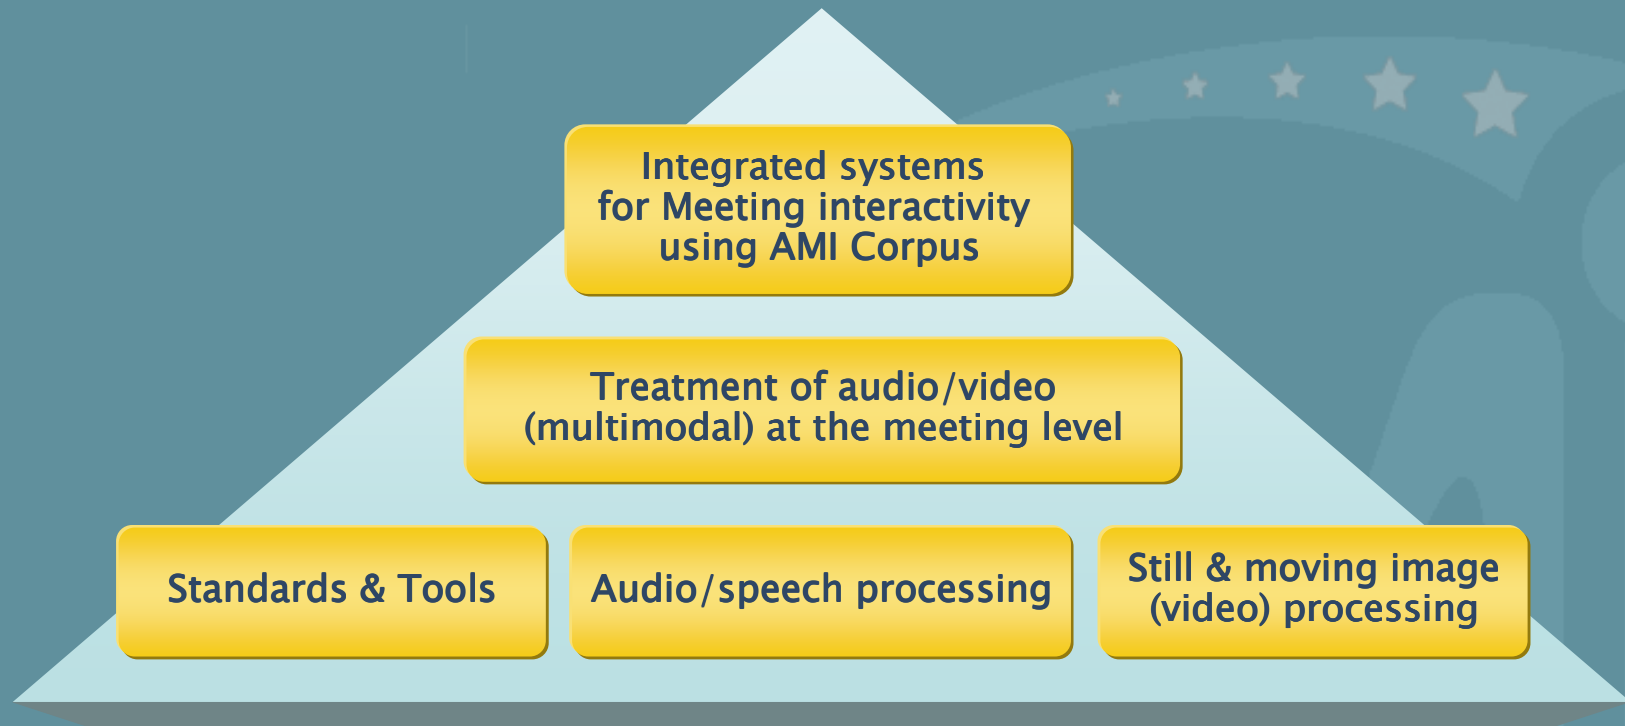 Integrated systems
for Meeting interactivity
using AMI Corpus
Treatment of audio/video
(multimodal) at the meeting level
Standards & Tools
Audio/speech processing
Still & moving image
(video) processing